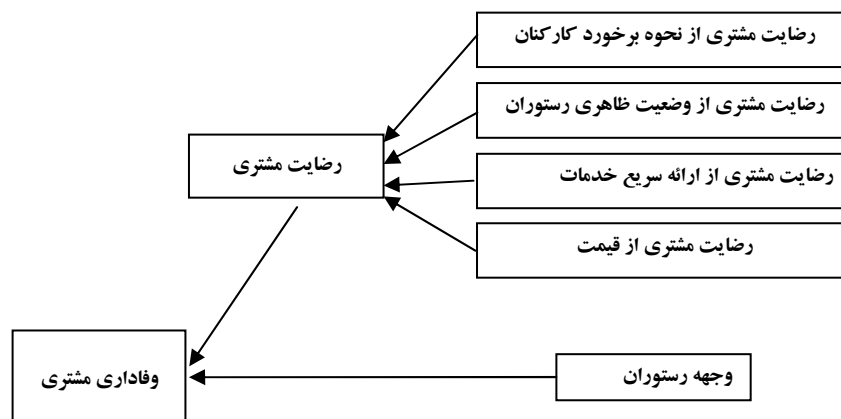 رضایت مشتری از نحوه برخورد کارکنان
رضایت مشتری از وضعیت ظاهری رستوران
رضایت مشتری
رضایت مشتری از ارائه سریع خدمات
رضایت مشتری از قیمت
وجهه رستوران
وفاداری مشتری